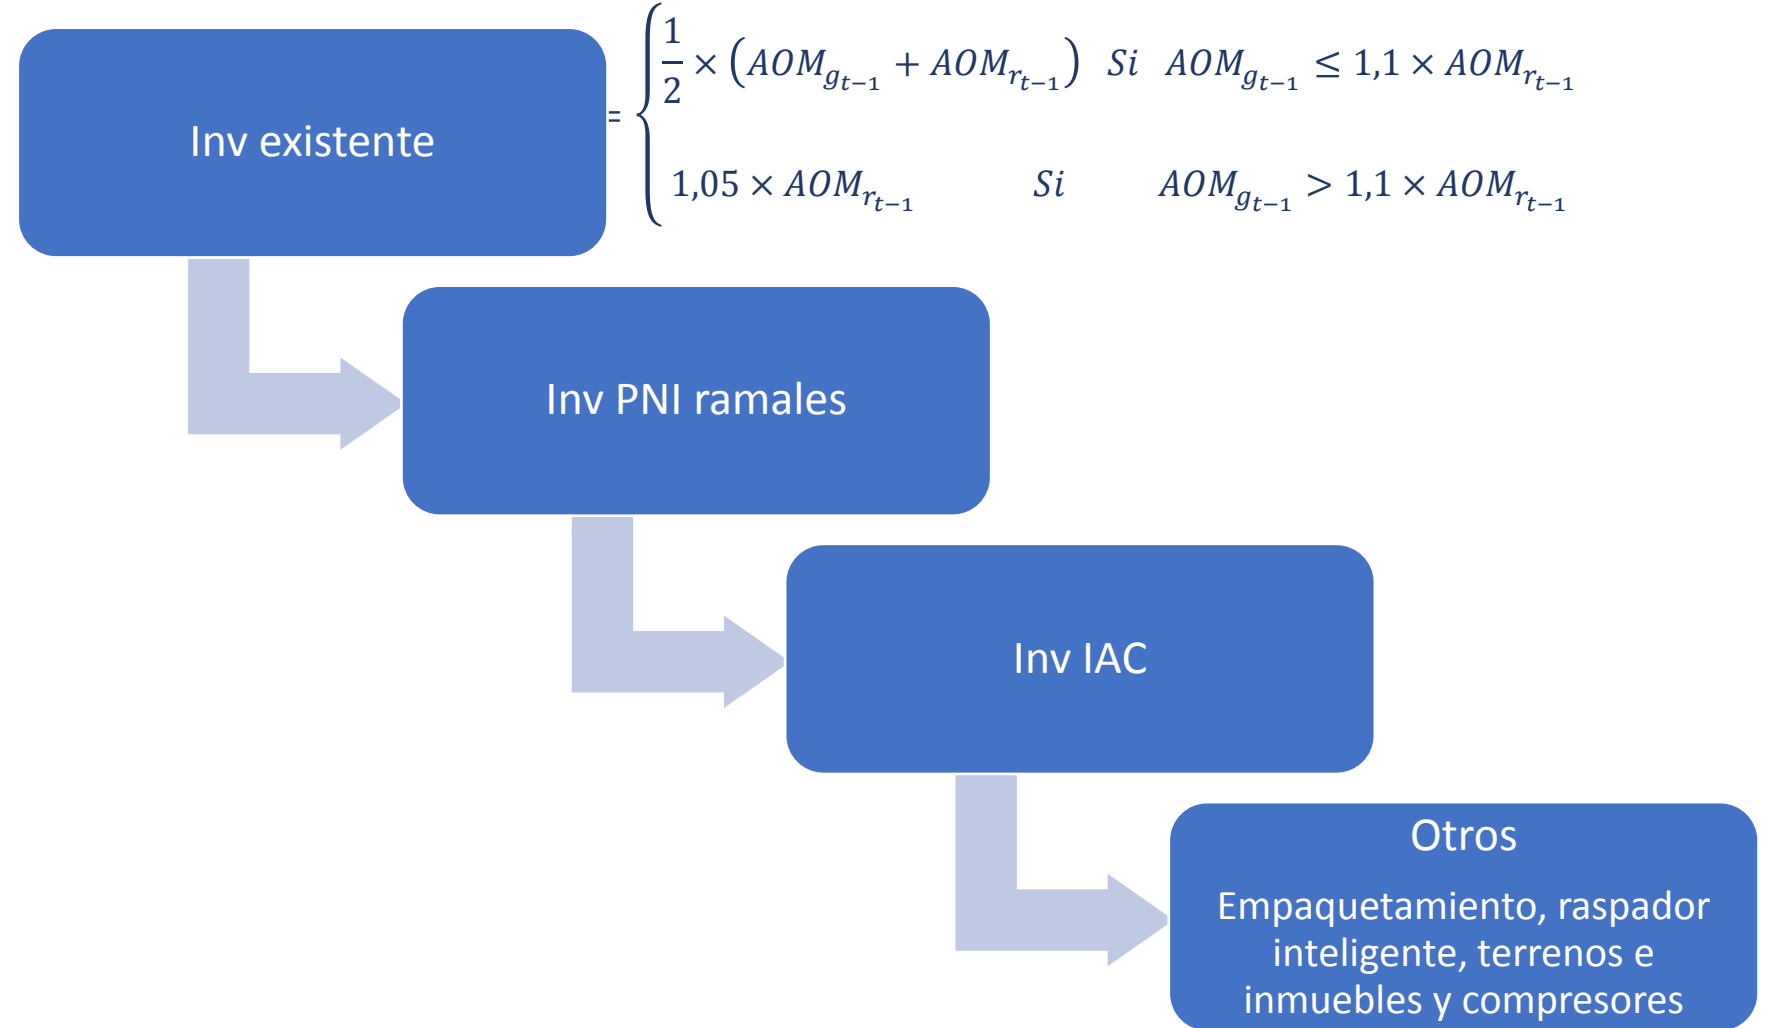 Inv existente
= { 1/2 × (AOM_{g_{t−1}} + AOM_{r_{t−1}}) Si AOM_{g_{t−1}} ≤ 1,1 × AOM_{r_{t−1}}
1,05 × AOM_{r_{t−1}} Si AOM_{g_{t−1}} > 1,1 × AOM_{r_{t−1}}
Inv PNI ramales
Inv IAC
Otros
Empaquetamiento, raspador
inteligente, terrenos e
inmuebles y compresores